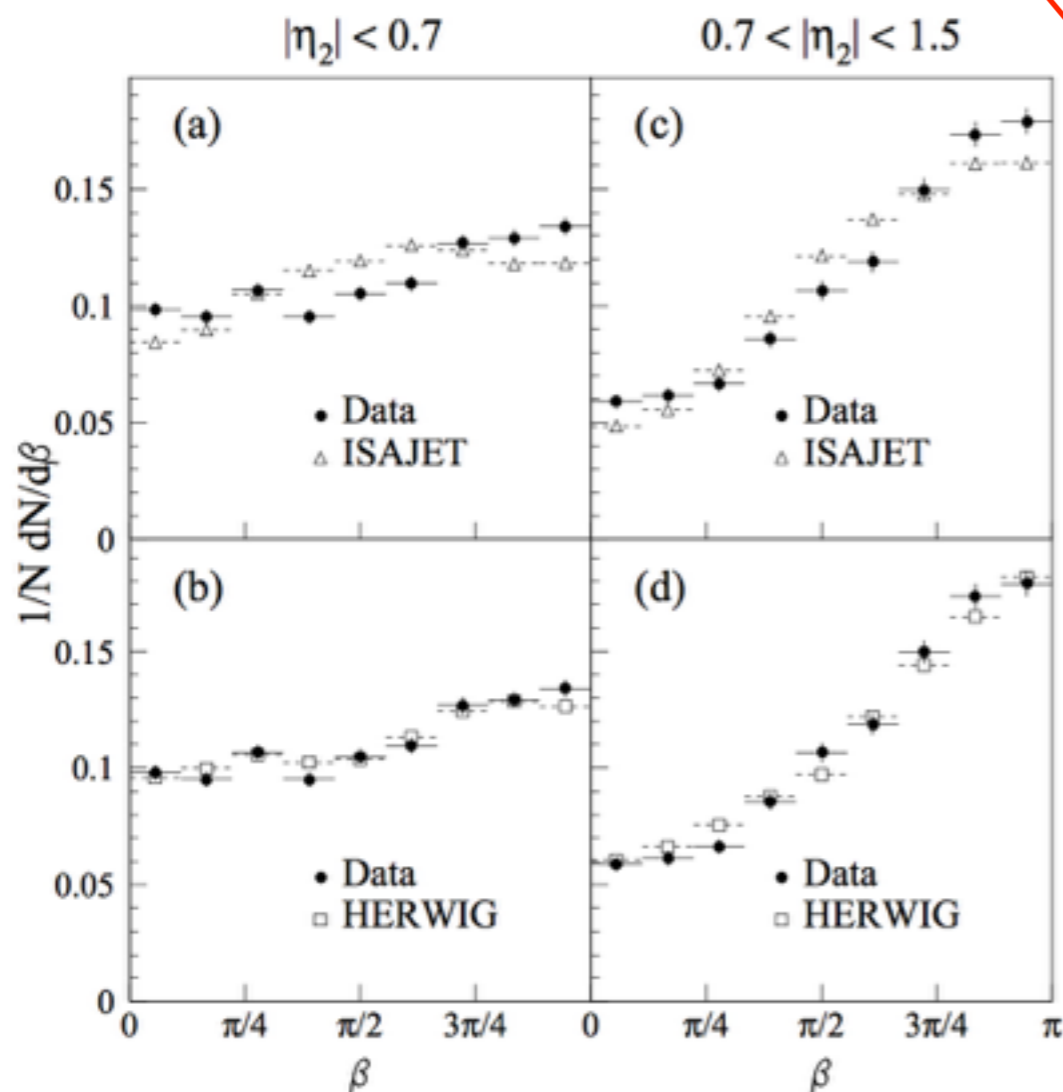 |η₂| < 0.7
0.7 < |η₂| < 1.5
1/N dN/dβ
(a)
0.15
0.1
0.05
0
● Data
△ ISAJET
(c)
● Data
△ ISAJET
(b)
0.15
0.1
0.05
0
● Data
□ HERWIG
(d)
● Data
□ HERWIG
0 π/4 π/2 3π/4 0 π/4 π/2 3π/4 π
β β